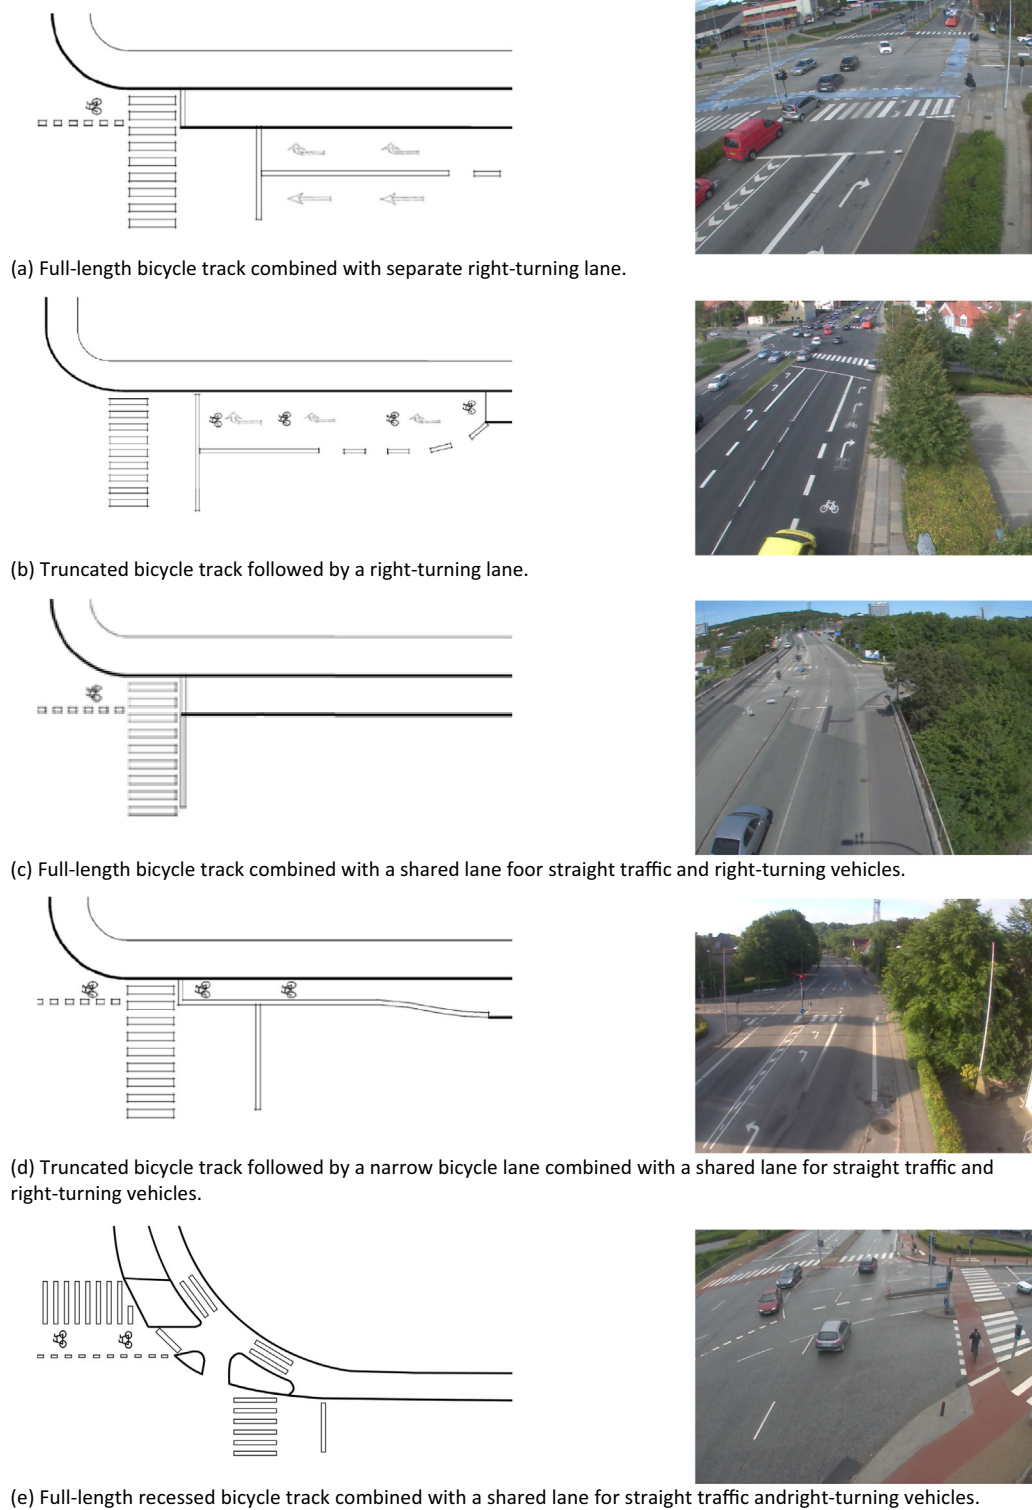 (a) Full-length bicycle track combined with separate right-turning lane.
(b) Truncated bicycle track followed by a right-turning lane.
(c) Full-length bicycle track combined with a shared lane foor straight traffic and right-turning vehicles.
(d) Truncated bicycle track followed by a narrow bicycle lane combined with a shared lane for straight traffic and
right-turning vehicles.
(e) Full-length recessed bicycle track combined with a shared lane for straight traffic andright-turning vehicles.